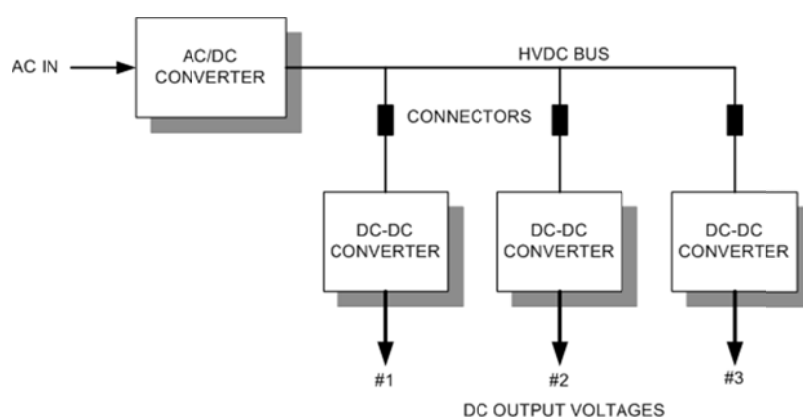 AC IN
AC/DC
CONVERTER
HVDC BUS
CONNECTORS
DC-DC
CONVERTER
DC-DC
CONVERTER
DC-DC
CONVERTER
#1
#2
#3
DC OUTPUT VOLTAGES